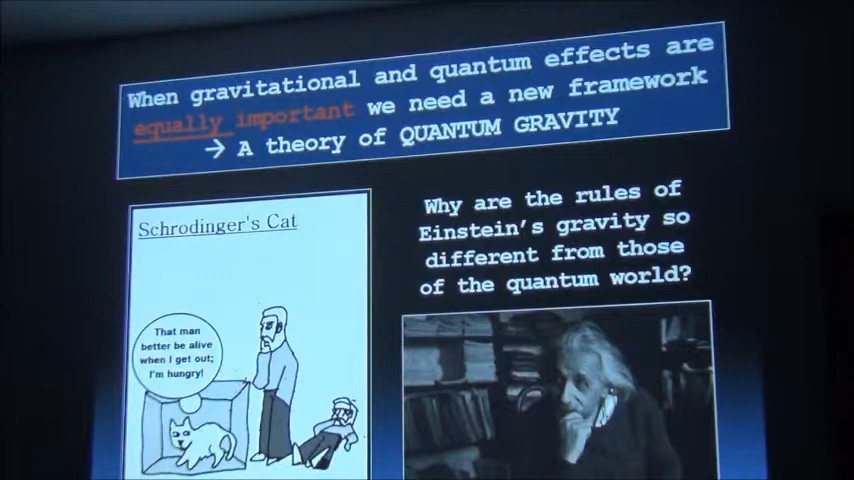 When gravitational and quantum effects are
equally important we need a new framework
→ A theory of QUANTUM GRAVITY
Schrodinger's Cat
That man
better be alive
when I get out;
I'm hungry!
Why are the rules of
Einstein's gravity so
different from those
of the quantum world?